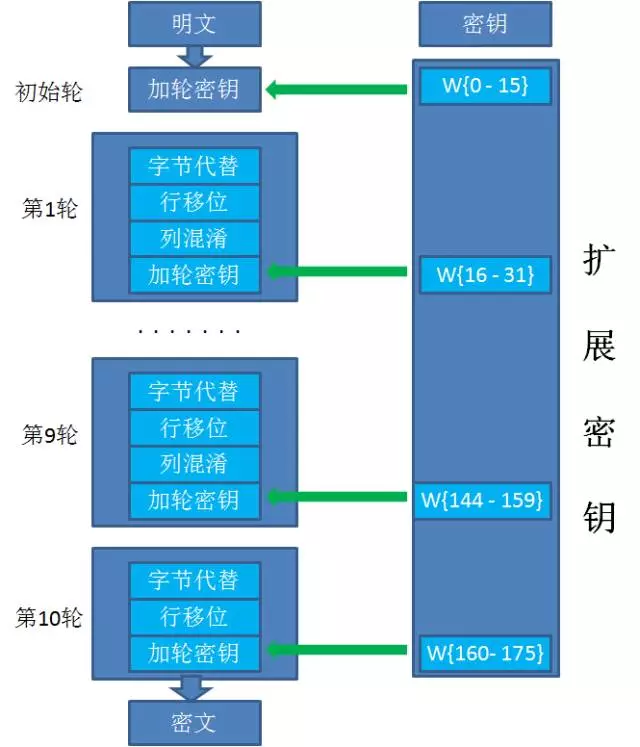 明文
密钥
初始轮
加轮密钥
W{0 - 15}
第1轮
字节代替
行移位
列混淆
加轮密钥
W{16 - 31}
.......
第9轮
字节代替
行移位
列混淆
加轮密钥
W{144 - 159}
第10轮
字节代替
行移位
加轮密钥
W{160- 175}
密文
扩
展
密
钥